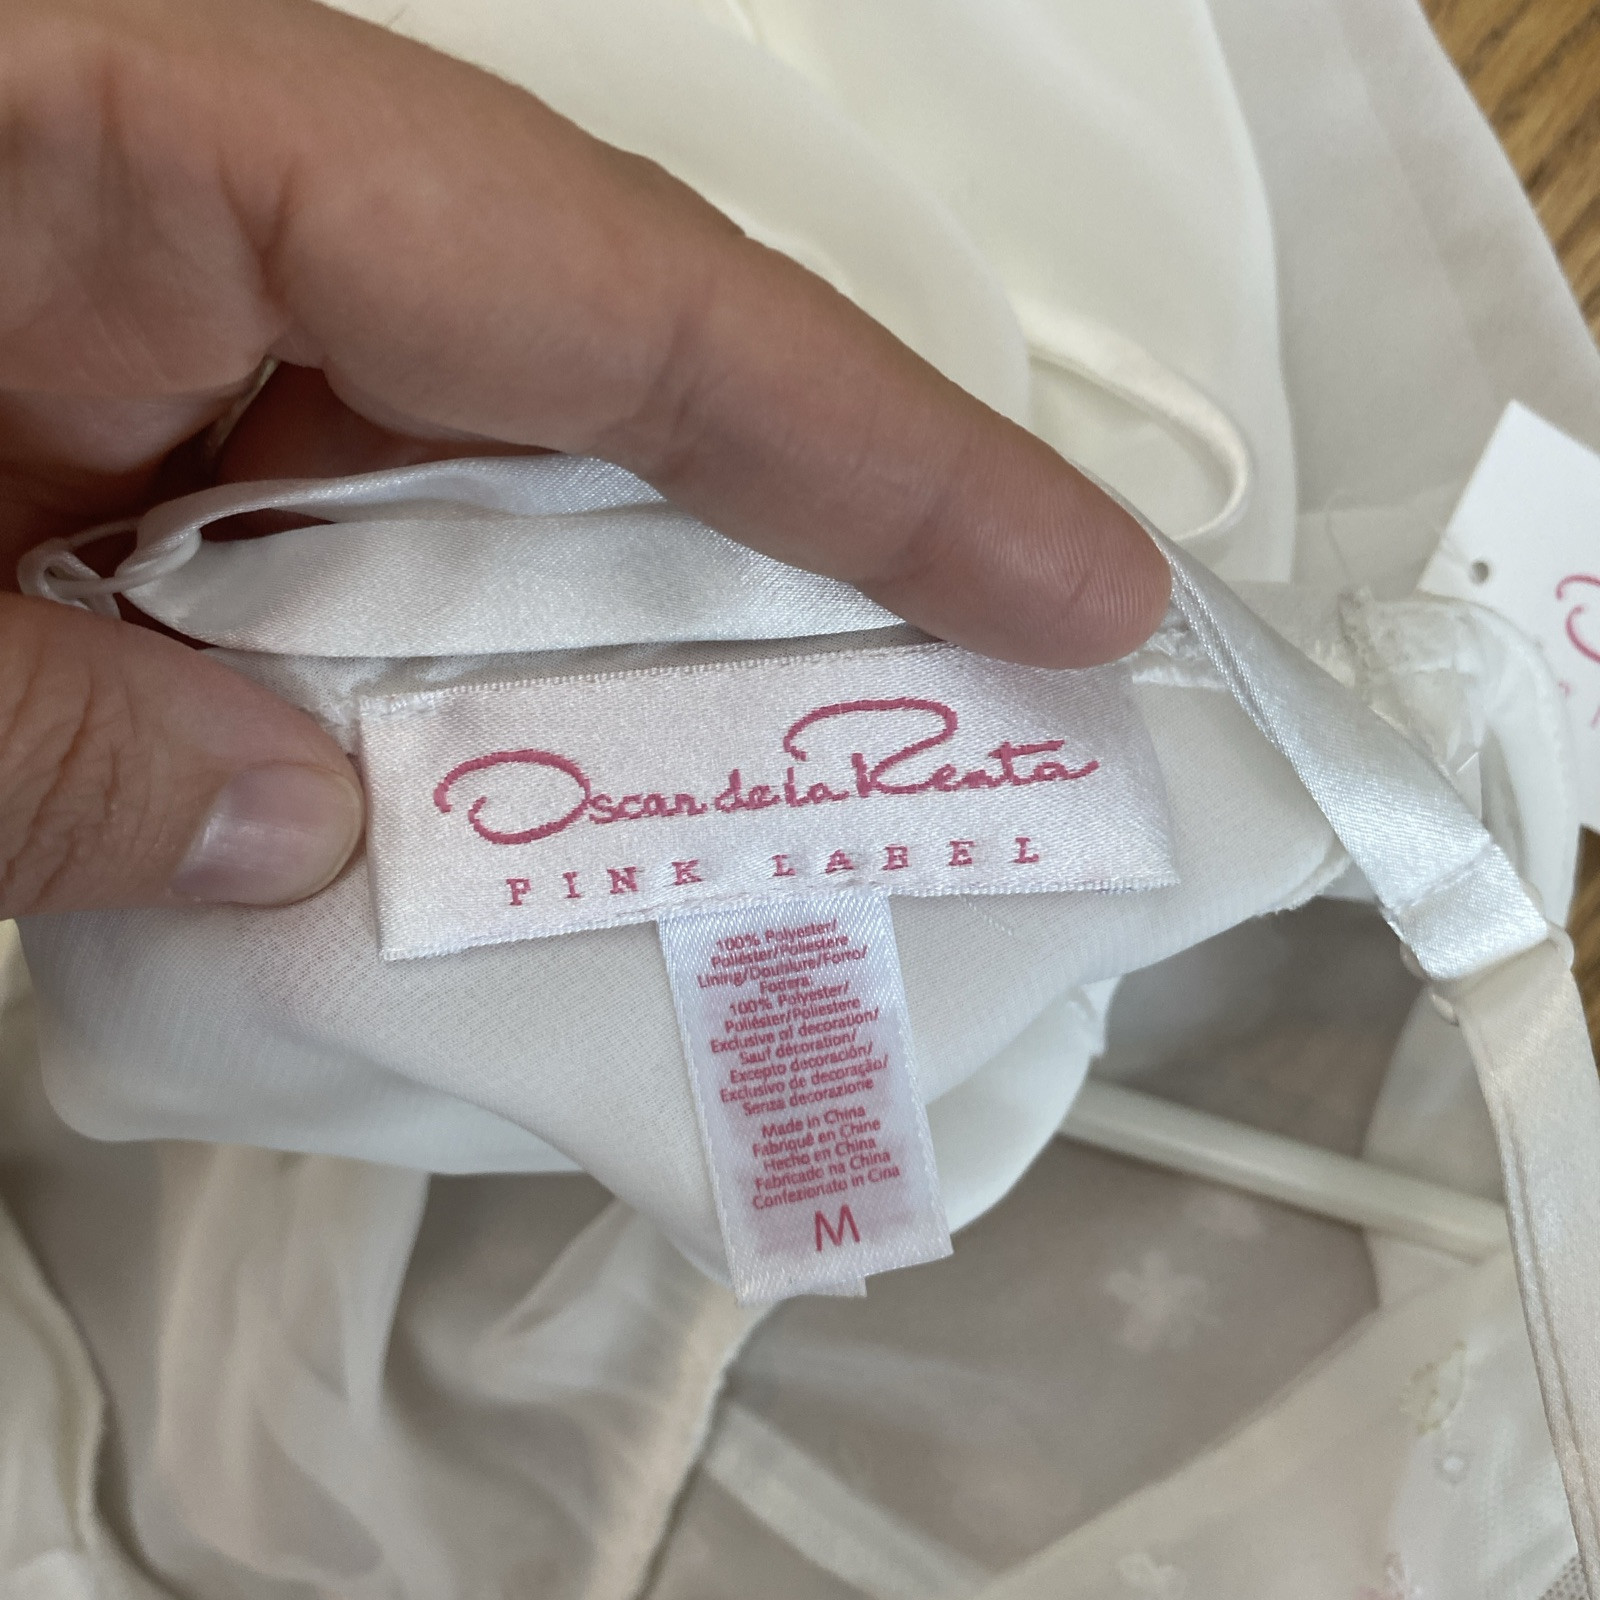 Oscar de la Renta
PINK LABEL
100% Polyester/
Poliéster/Poliestere
Lining/Doublure/Forro/
Fodera:
100% Polyester/
Poliéster/Poliestere
Exclusive of decoration/
Sauf décoration/
Excepto decoración/
Exclusivo de decoração/
Senza decorazione
Made in China
Fabriqué en Chine
Hecho en China
Fabricado na China
Confezionato in Cina
M